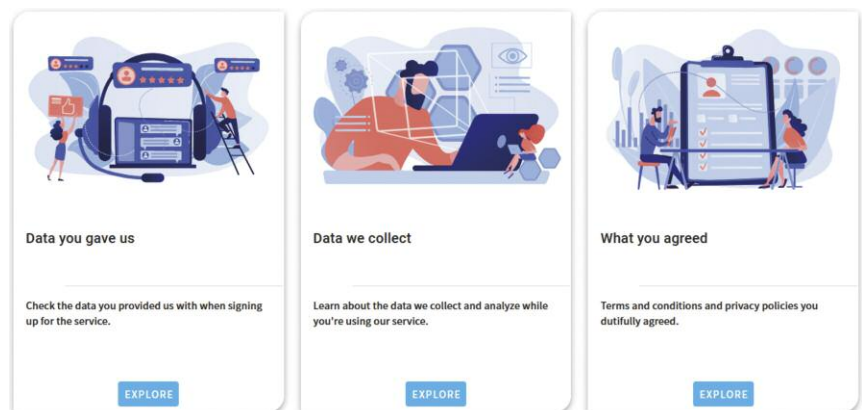 Data you gave us
Check the data you provided us with when signing
up for the service.
EXPLORE
Data we collect
Learn about the data we collect and analyze while
you're using our service.
EXPLORE
What you agreed
Terms and conditions and privacy policies you
dutifully agreed.
EXPLORE